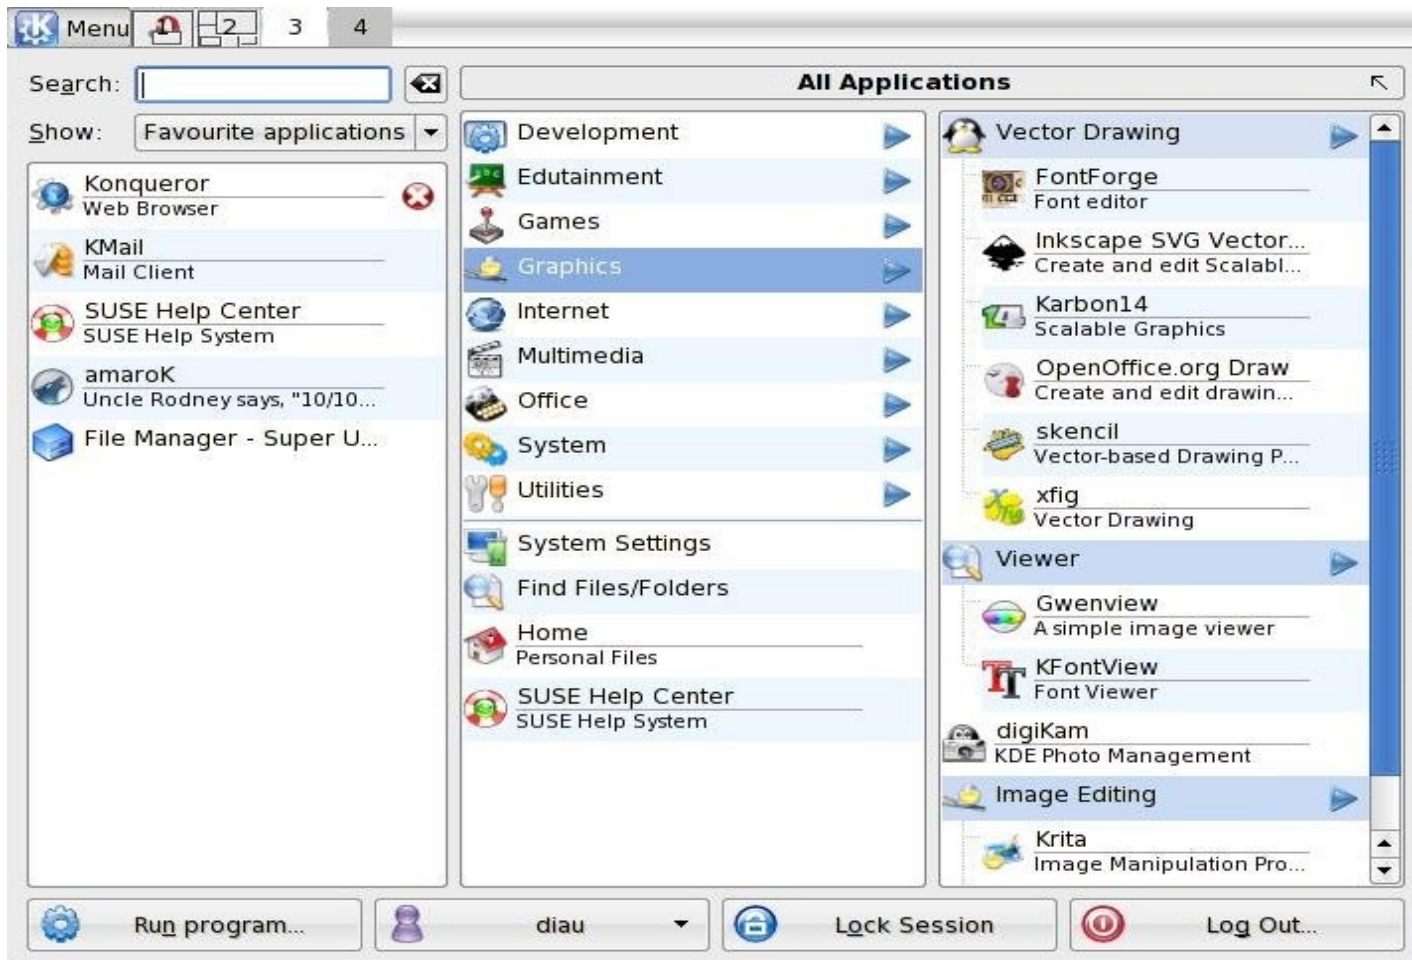 Menu
1
2
3
4
Search:
Show:
Favourite applications
Konqueror
Web Browser
KMail
Mail Client
SUSE Help Center
SUSE Help System
amaroK
Uncle Rodney says, "10/10...
File Manager - Super U...
All Applications
Development
Edutainment
Games
Graphics
Internet
Multimedia
Office
System
Utilities
System Settings
Find Files/Folders
Home
Personal Files
SUSE Help Center
SUSE Help System
Vector Drawing
FontForge
Font editor
Inkscape SVG Vector...
Create and edit Scalabl...
Karbon14
Scalable Graphics
OpenOffice.org Draw
Create and edit drawin...
skencil
Vector-based Drawing P...
xfig
Vector Drawing
Viewer
Gwenview
A simple image viewer
KFontView
Font Viewer
digiKam
KDE Photo Management
Image Editing
Krita
Image Manipulation Pro...
Run program...
diau
Lock Session
Log Out...